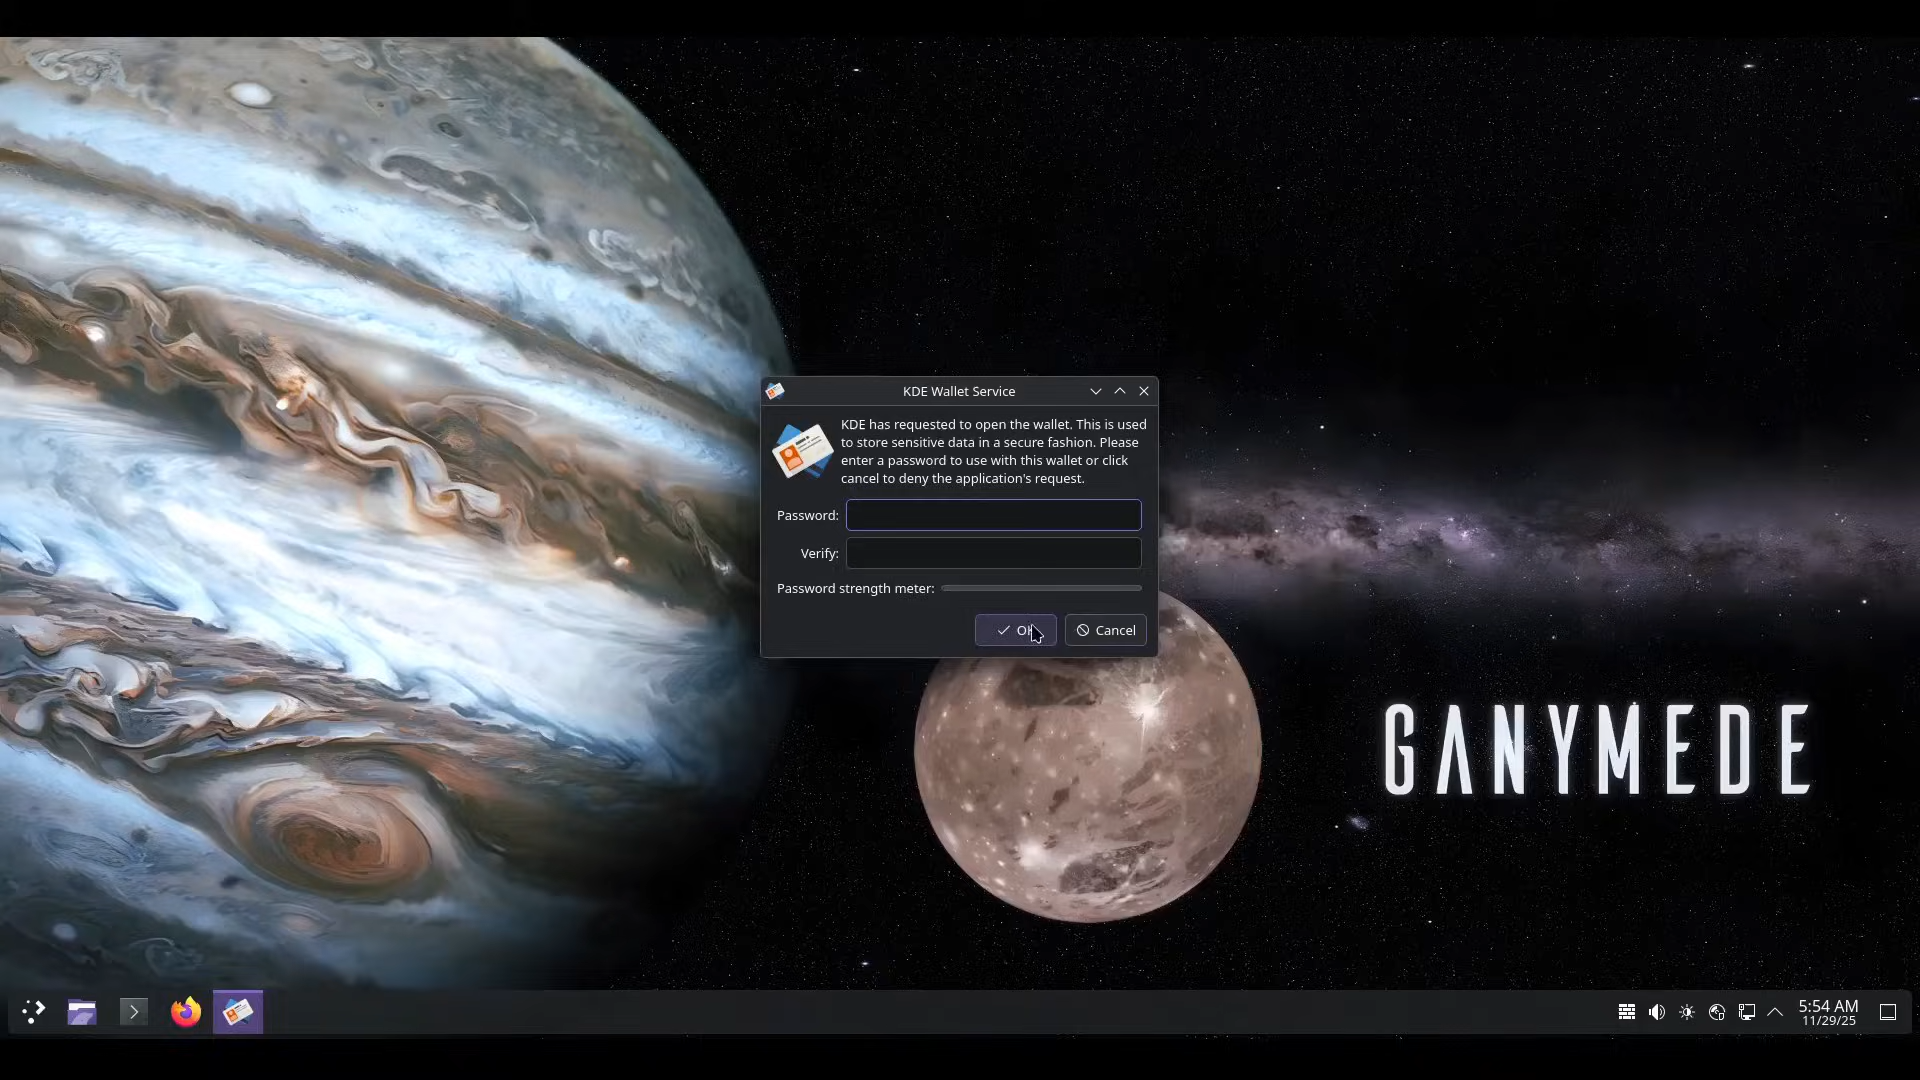 KDE Wallet Service
KDE has requested to open the wallet. This is used
to store sensitive data in a secure fashion. Please
enter a password to use with this wallet or click
cancel to deny the application's request.
Password:
Verify:
Password strength meter:
Cancel
GANYMEDE
5:54 AM
11/29/25